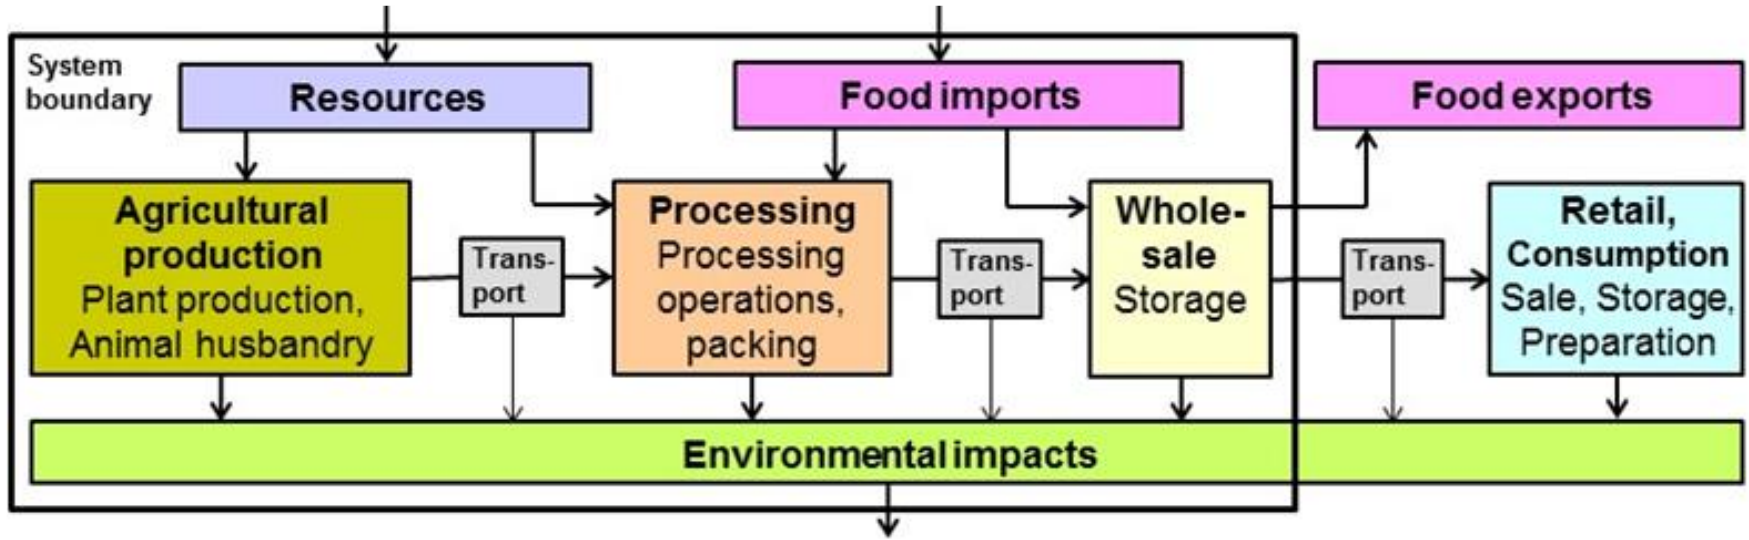 System
boundary
Resources
Food imports
Food exports
Agricultural
production
Plant production,
Animal husbandry
Trans-
port
Processing
Processing
operations,
packing
Trans-
port
Whole-
sale
Storage
Trans-
port
Retail,
Consumption
Sale, Storage,
Preparation
Environmental impacts